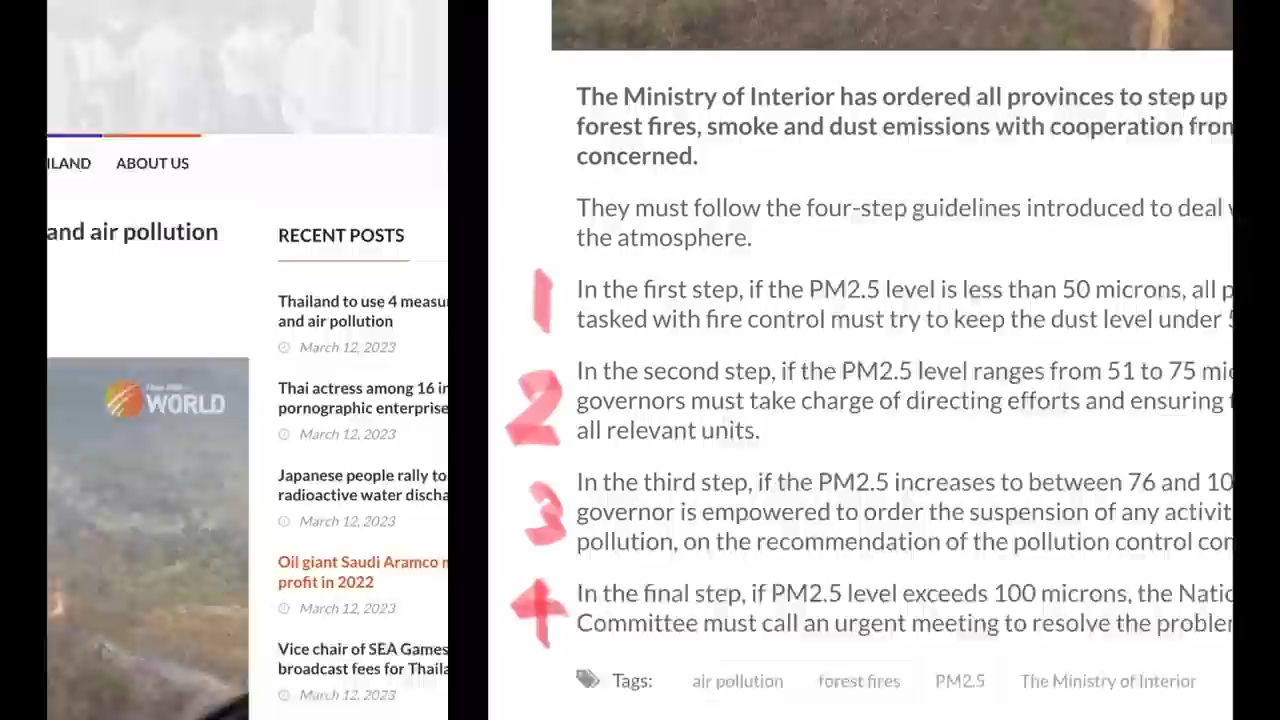 ILAND ABOUT US
and air pollution
RECENT POSTS
Thailand to use 4
and air pollution
March 12, 2023
Thai actress among 16
pornographic enterprise
March 12, 2023
Japanese people rally to
radioactive water
March 12, 2023
Oil giant Saudi Aramco
profit in 2022
March 12, 2023
Vice chair of SEA Games
broadcast fees for
March 12, 2023
WORLD
The Ministry of Interior has ordered all provinces to step up
forest fires, smoke and dust emissions with cooperation from
concerned.
They must follow the four-step guidelines introduced to deal
the atmosphere.
1
In the first step, if the PM2.5 level is less than 50 microns, all
tasked with fire control must try to keep the dust level under
2
In the second step, if the PM2.5 level ranges from 51 to 75
governors must take charge of directing efforts and ensuring
all relevant units.
3
In the third step, if the PM2.5 increases to between 76 and 10
governor is empowered to order the suspension of any
pollution, on the recommendation of the pollution control
4
In the final step, if PM2.5 level exceeds 100 microns, the
Committee must call an urgent meeting to resolve the
Tags: air pollution forest fires PM2.5 The Ministry of Interior